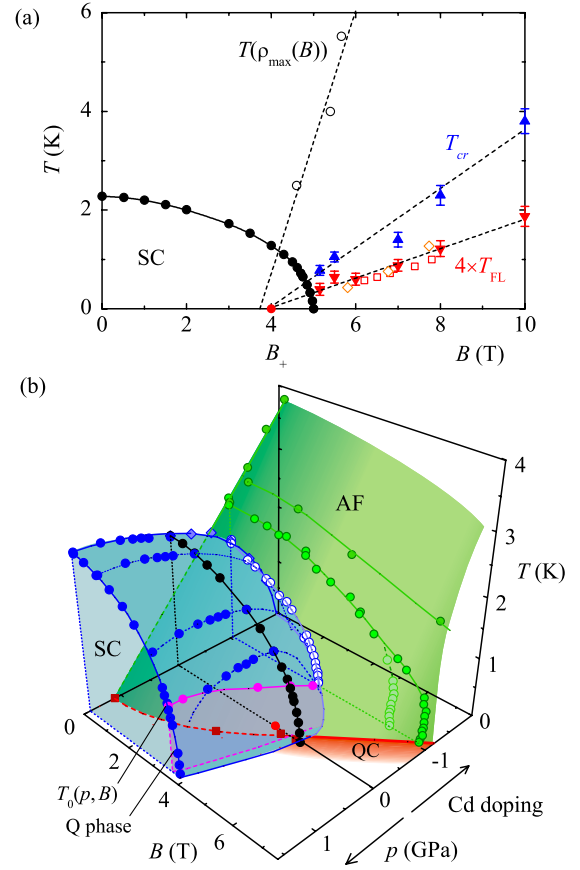 (a)
6
4
2
0
T (K)
T(ρmax(B))
Tcr
SC
4×TFL
0 2 4 6 8 10
B+
B (T)
(b)
4
3
2
1
0
T (K)
AF
SC
QC
0
2
4
6
B (T)
T0(p, B)
Q phase
-1
0
1
p (GPa)
Cd doping